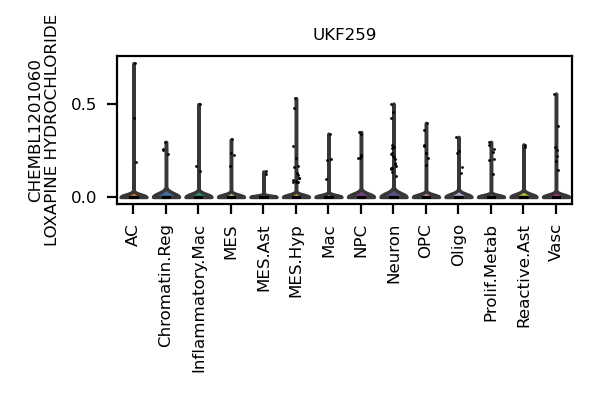 UKF259
CHEMBL1201060
LOXAPINE HYDROCHLORIDE
0.5
0.0
AC
Chromatin.Reg
Inflammatory.Mac
MES
MES.Ast
MES.Hyp
Mac
NPC
Neuron
OPC
Oligo
Prolif.Metab
Reactive.Ast
Vasc